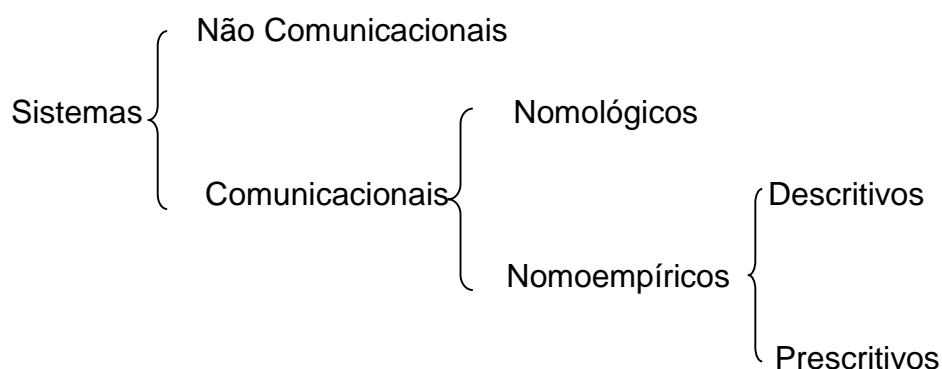 Não Comunicacionais
Sistemas
Nomológicos
Comunicacionais
Descritivos
Nomoempíricos
Prescritivos